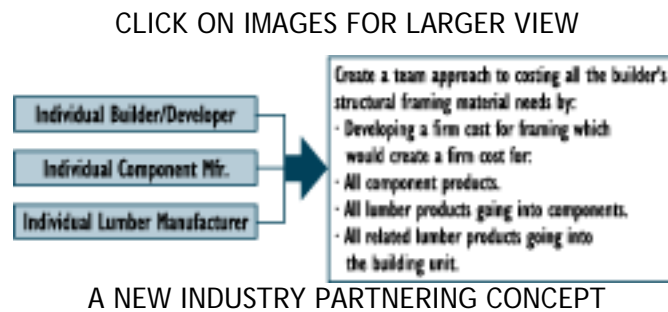 CLICK ON IMAGES FOR LARGER VIEW
Individual Builder/Developer
Individual Component Mfr.
Individual Lumber Manufacturer
Create a team approach to costing all the builder's
structural framing material needs by:
· Developing a firm cost for framing which
would create a firm cost for:
· All component products.
· All lumber products going into components.
· All related lumber products going into
the building unit.
A NEW INDUSTRY PARTNERING CONCEPT